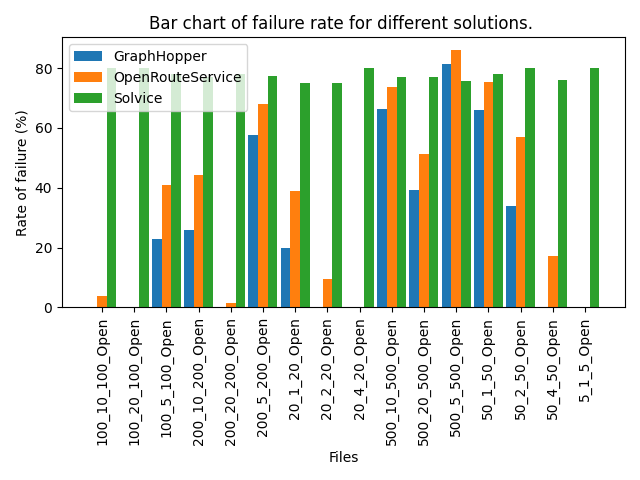 Bar chart of failure rate for different solutions.
GraphHopper
OpenRouteService
Solvice
Rate of failure (%)
80
60
40
20
0
100_10_100_Open
100_20_100_Open
100_5_100_Open
200_10_200_Open
200_20_200_Open
200_5_200_Open
20_1_20_Open
20_2_20_Open
20_4_20_Open
500_10_500_Open
500_20_500_Open
500_5_500_Open
50_1_50_Open
50_2_50_Open
50_4_50_Open
5_1_5_Open
Files